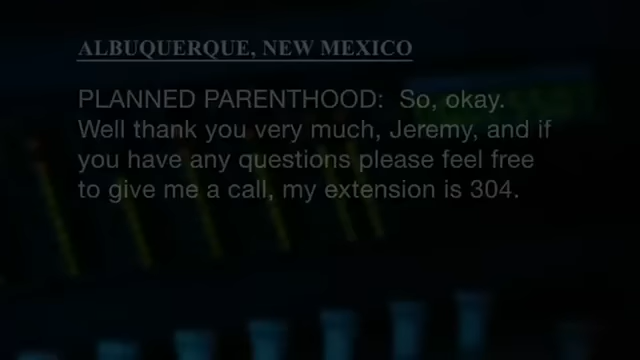 ALBUQUERQUE, NEW MEXICO
PLANNED PARENTHOOD: So, okay.
Well thank you very much, Jeremy, and if
you have any questions please feel free
to give me a call, my extension is 304.